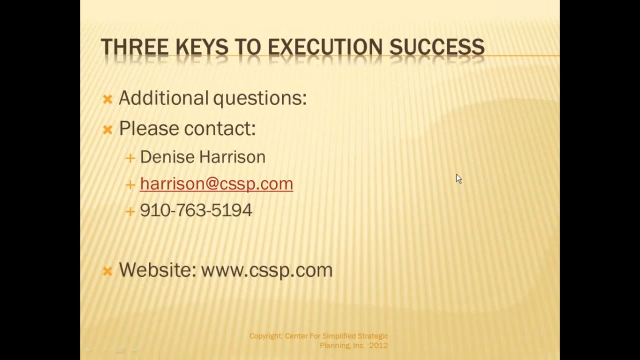 THREE KEYS TO EXECUTION SUCCESS
Additional questions:
Please contact:
Denise Harrison
harrison@cssp.com
910-763-5194
Website: www.cssp.com
Copyright; Center For Simplified Strategic
Planning, Inc. 2012